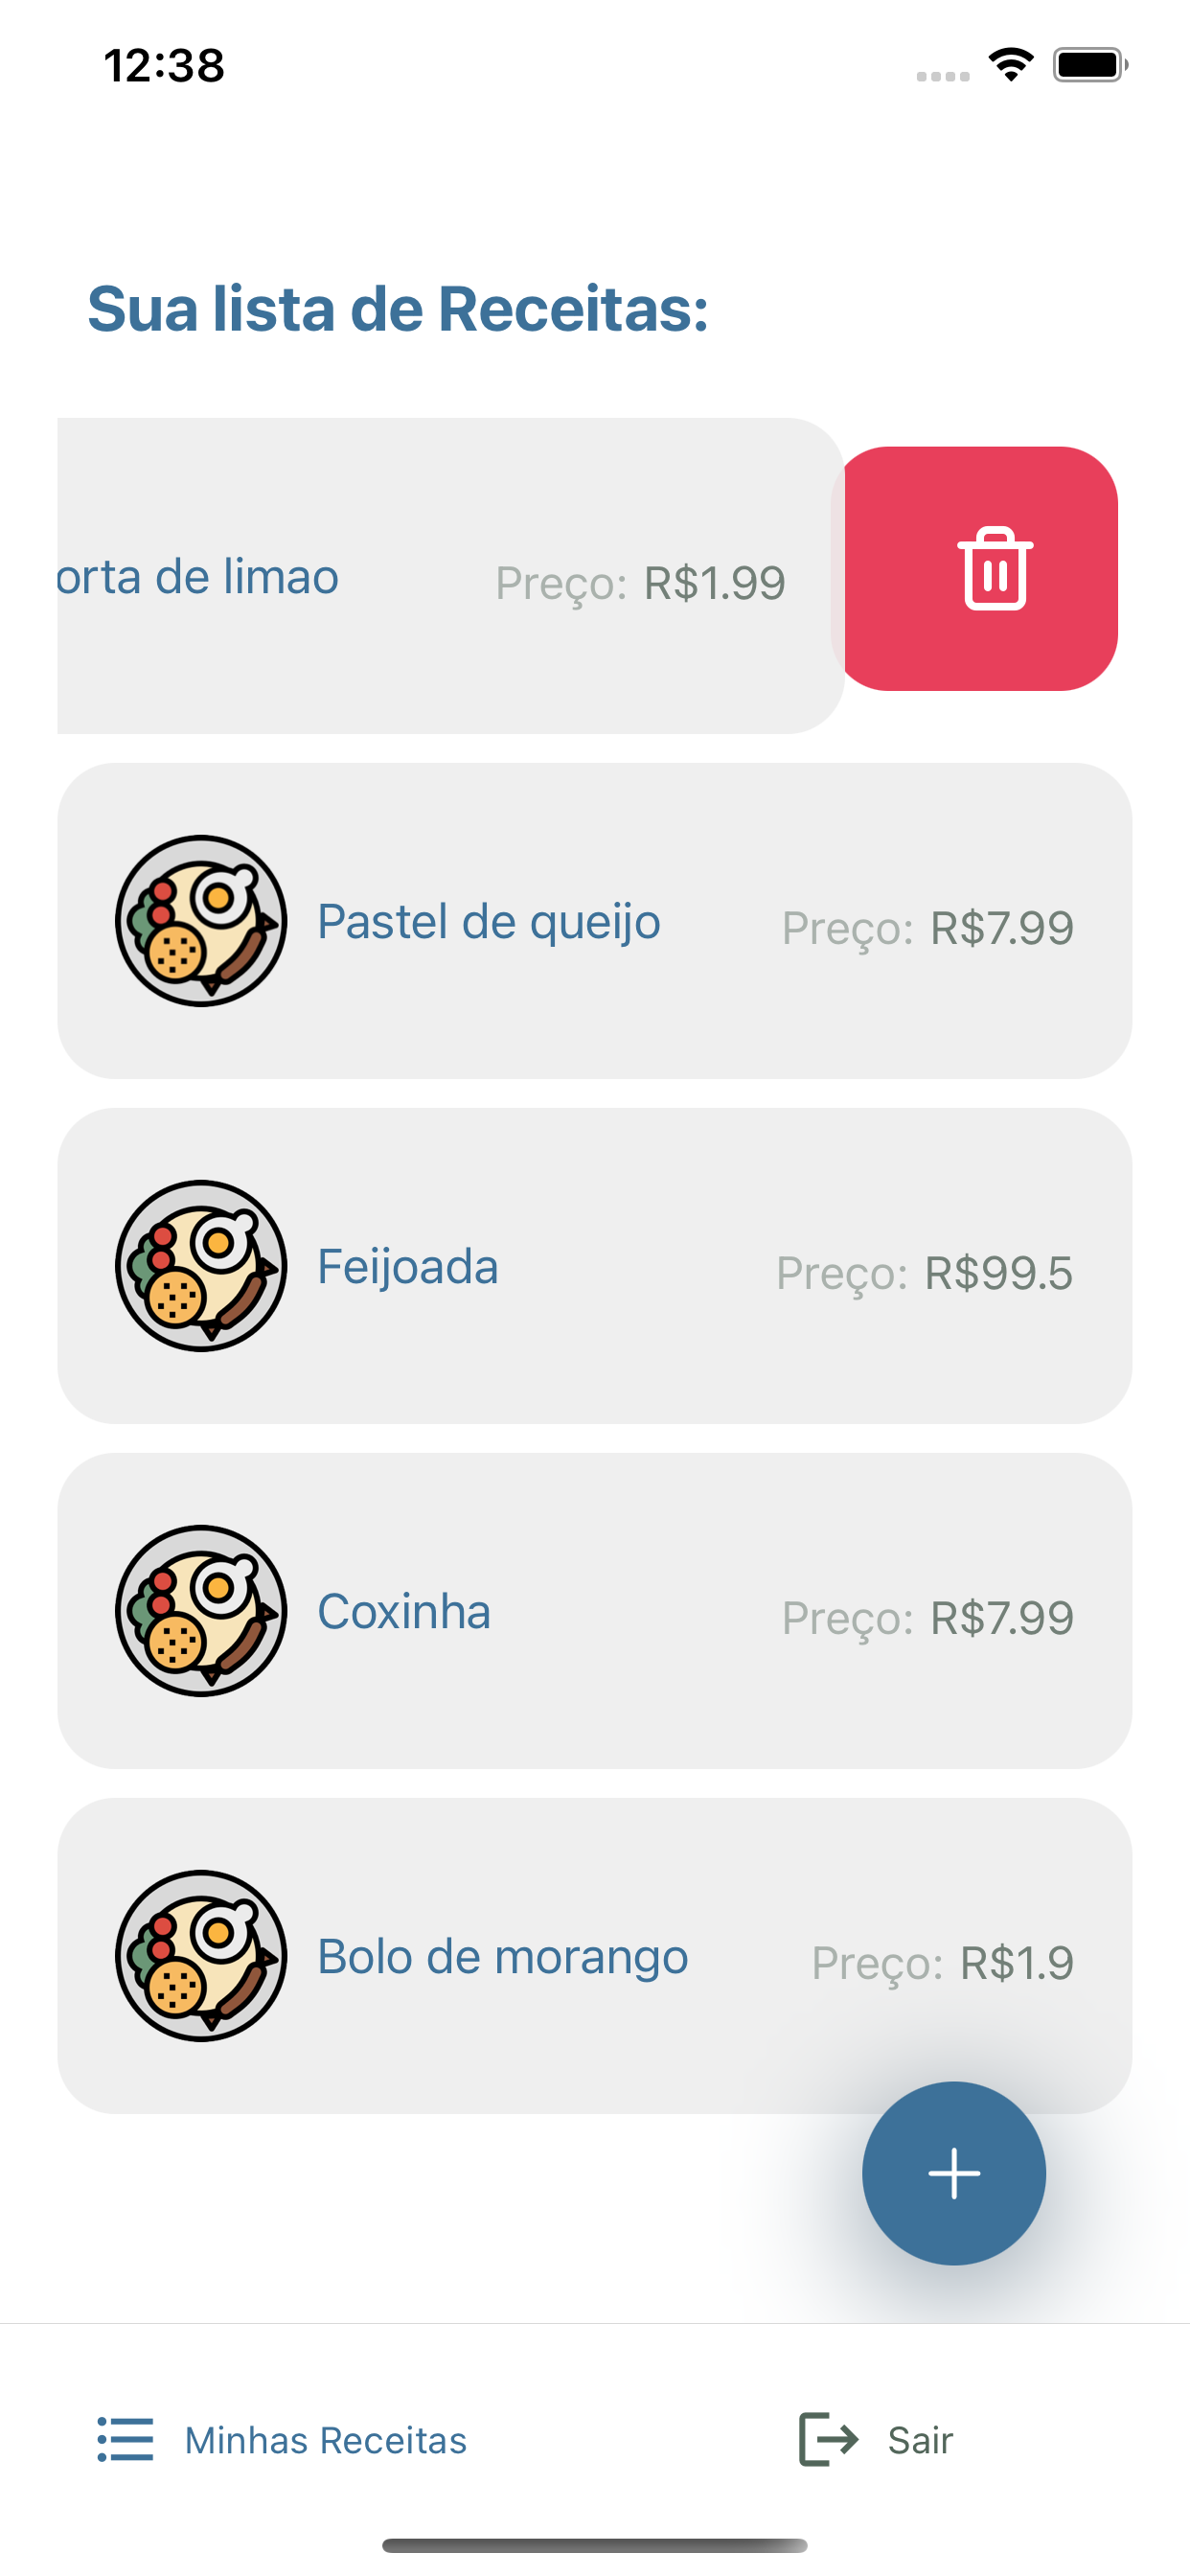 12:38
Sua lista de Receitas:
orta de limao Preço: R$1.99
Pastel de queijo Preço: R$7.99
Feijoada Preço: R$99.5
Coxinha Preço: R$7.99
Bolo de morango Preço: R$1.9
Minhas Receitas Sair